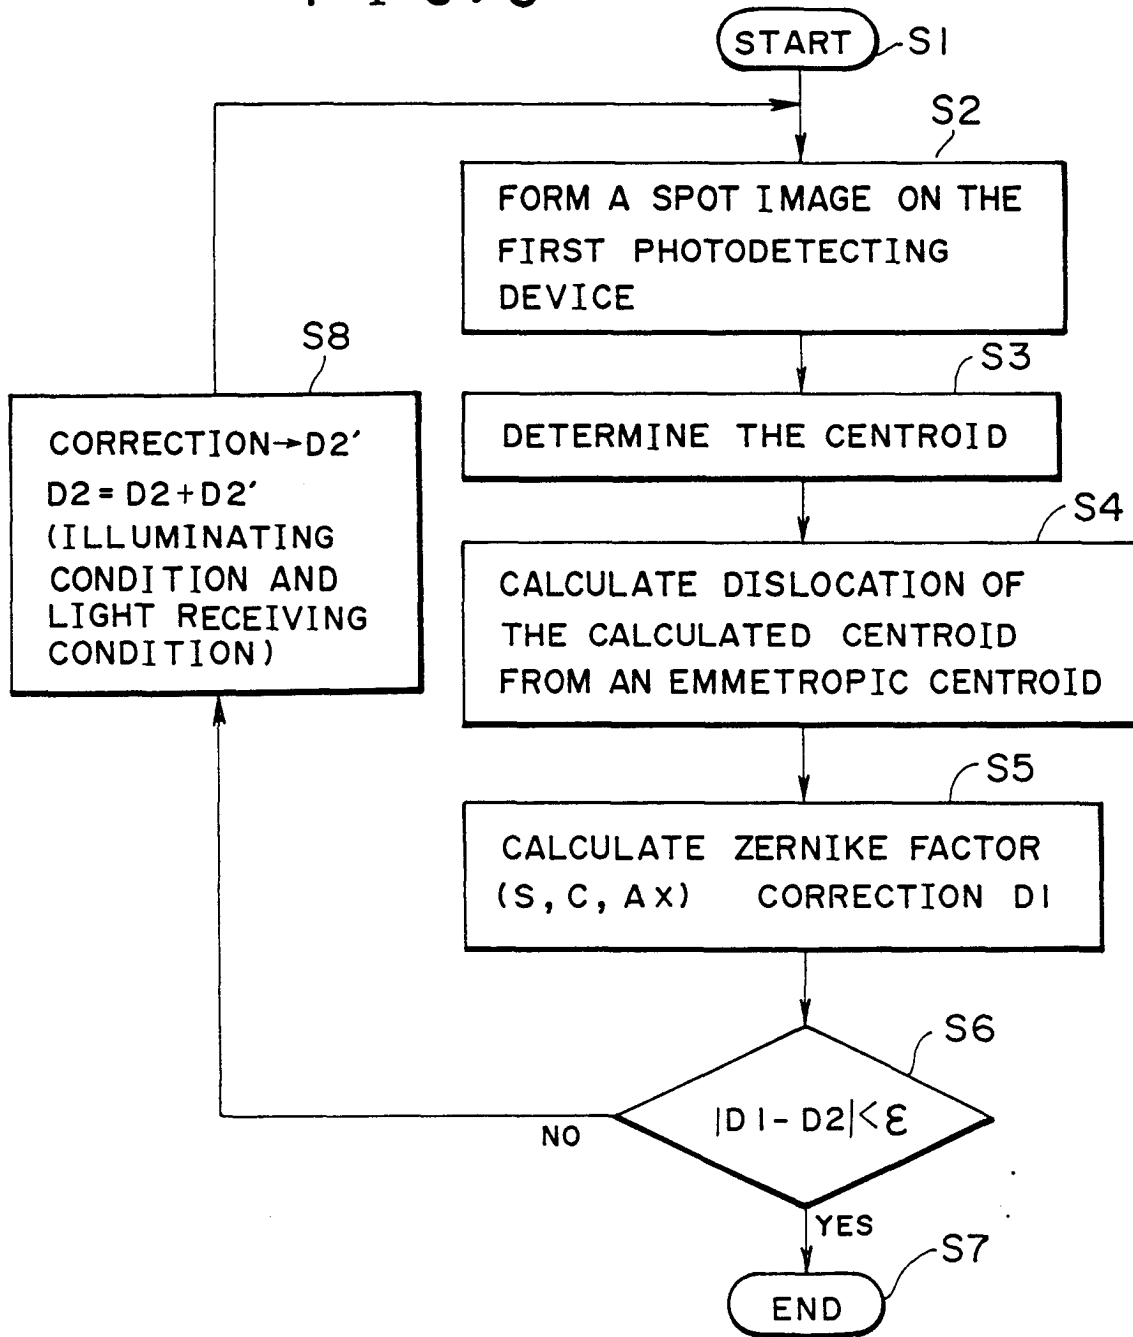 START
S1
S2
FORM A SPOT IMAGE ON THE
FIRST PHOTODETECTING
DEVICE
S3
DETERMINE THE CENTROID
S4
CALCULATE DISLOCATION OF
THE CALCULATED CENTROID
FROM AN EMMETROPIC CENTROID
S5
CALCULATE ZERNIKE FACTOR
(S, C, Ax) CORRECTION D1
S6
|D1-D2|<ε
NO
YES
S7
END
S8
CORRECTION→D2′
D2=D2+D2′
(ILLUMINATING
CONDITION AND
LIGHT RECEIVING
CONDITION)